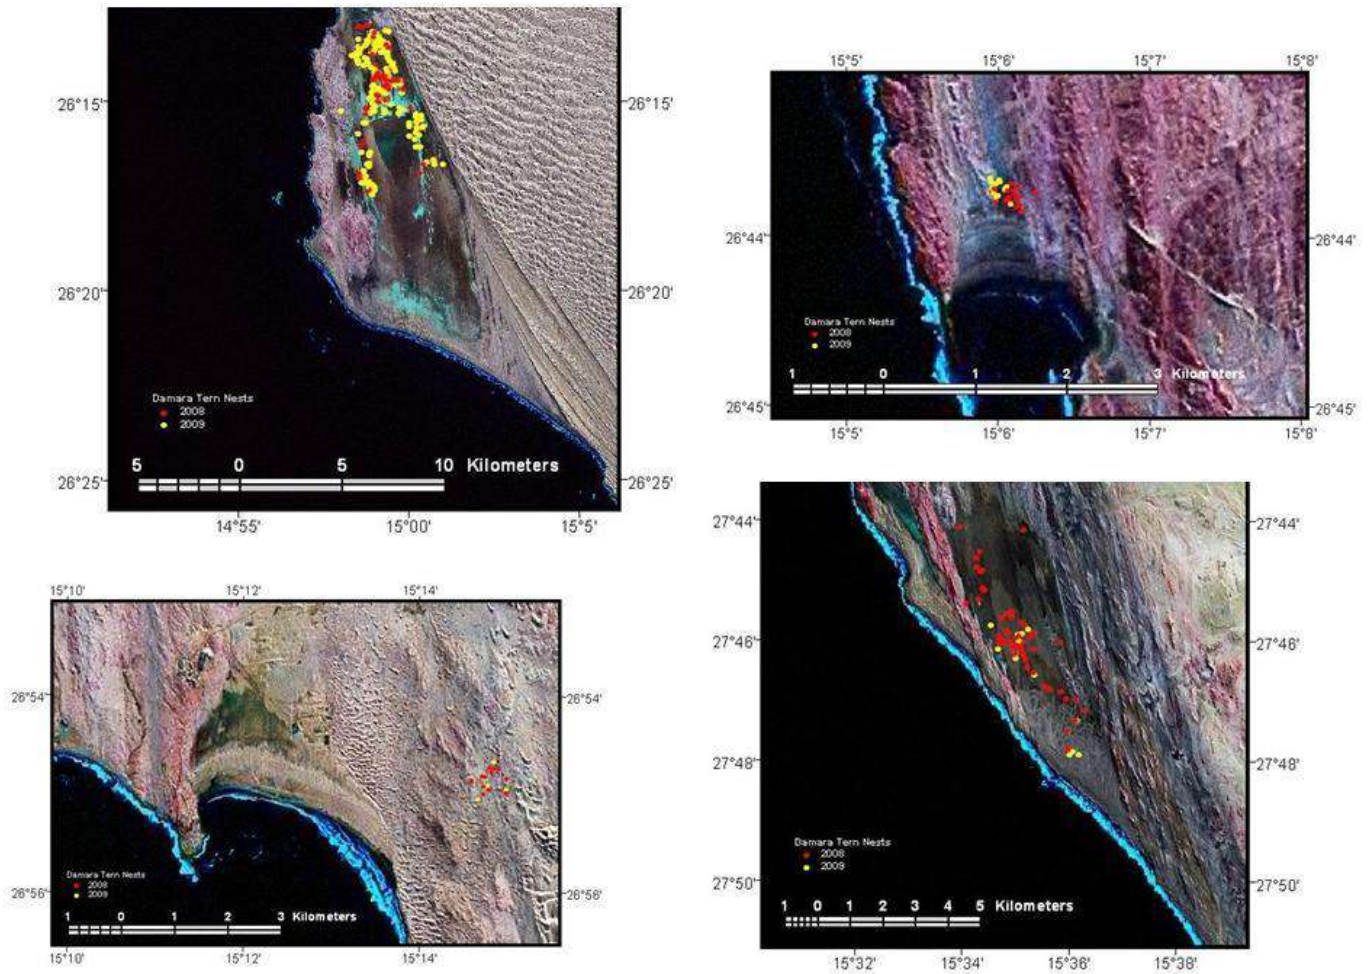 26°15'
26°15'
26°20'
26°20'
Damara Tern Nests
2008
2009
5 0 5 10 Kilometers
26°25'
26°25'
14°55' 15°00' 15°5'
15°5' 15°6' 15°7' 15°8'
26°44'
26°44'
Damara Tern Nests
2008
2009
1 0 1 2 3 Kilometers
26°45'
26°45'
15°5' 15°6' 15°7' 15°8'
15°10' 15°12' 15°14'
26°54'
26°54'
Damara Tern Nests
2008
2009
26°56'
26°56'
1 0 1 2 3 Kilometers
15°10' 15°12' 15°14'
27°44'
27°44'
27°46'
27°46'
27°48'
27°48'
Damara Tern Nests
2008
2009
27°50'
27°50'
1 0 1 2 3 4 5 Kilometers
15°32' 15°34' 15°36' 15°38'